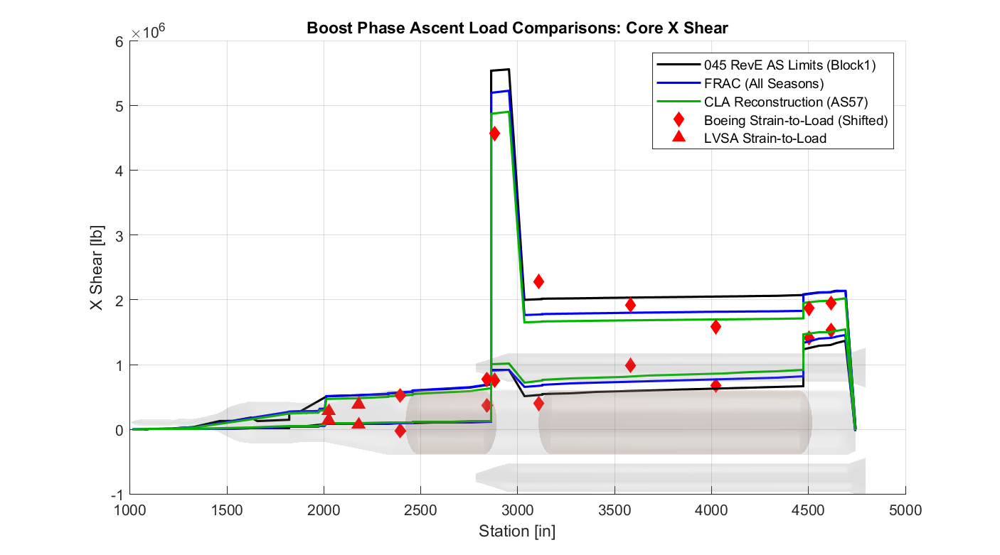 Boost Phase Ascent Load Comparisons: Core X Shear
×10⁶
6
5
4
3
2
1
0
-1
X Shear [lb]
045 RevE AS Limits (Block1)
FRAC (All Seasons)
CLA Reconstruction (AS57)
Boeing Strain-to-Load (Shifted)
LVSA Strain-to-Load
1000 1500 2000 2500 3000 3500 4000 4500 5000
Station [in]